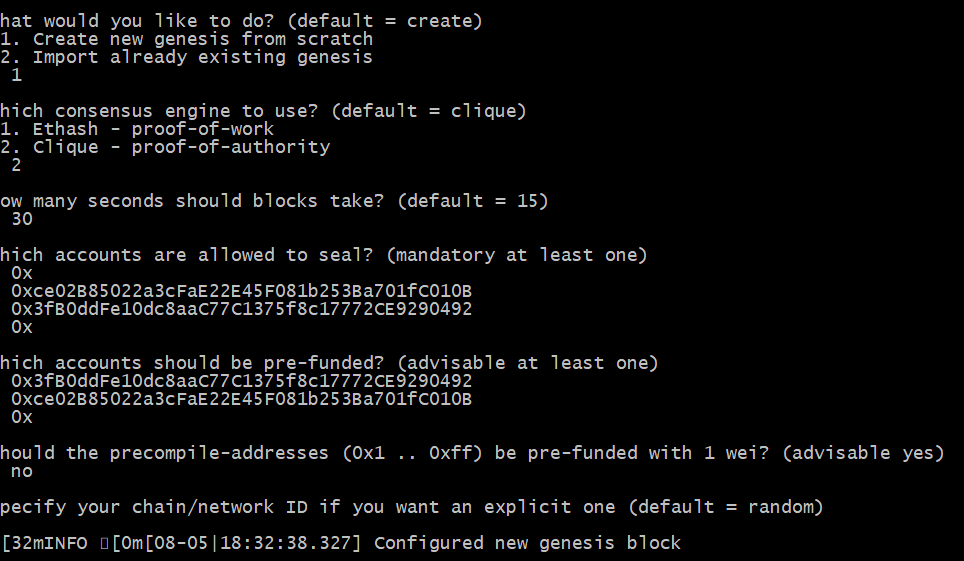 hat would you like to do? (default = create)
1. Create new genesis from scratch
2. Import already existing genesis
1
hich consensus engine to use? (default = clique)
1. Ethash - proof-of-work
2. Clique - proof-of-authority
2
ow many seconds should blocks take? (default = 15)
30
hich accounts are allowed to seal? (mandatory at least one)
0x
0xce02B85022a3cFaE22E45F081b253Ba701fC010B
0x3fB0ddFe10dc8aaC77C1375f8c17772CE9290492
0x
hich accounts should be pre-funded? (advisable at least one)
0x3fB0ddFe10dc8aaC77C1375f8c17772CE9290492
0xce02B85022a3cFaE22E45F081b253Ba701fC010B
0x
hould the precompile-addresses (0x1 .. 0xff) be pre-funded with 1 wei? (advisable yes)
no
pecify your chain/network ID if you want an explicit one (default = random)
[32mINFO [0m[08-05|18:32:38.327] Configured new genesis block